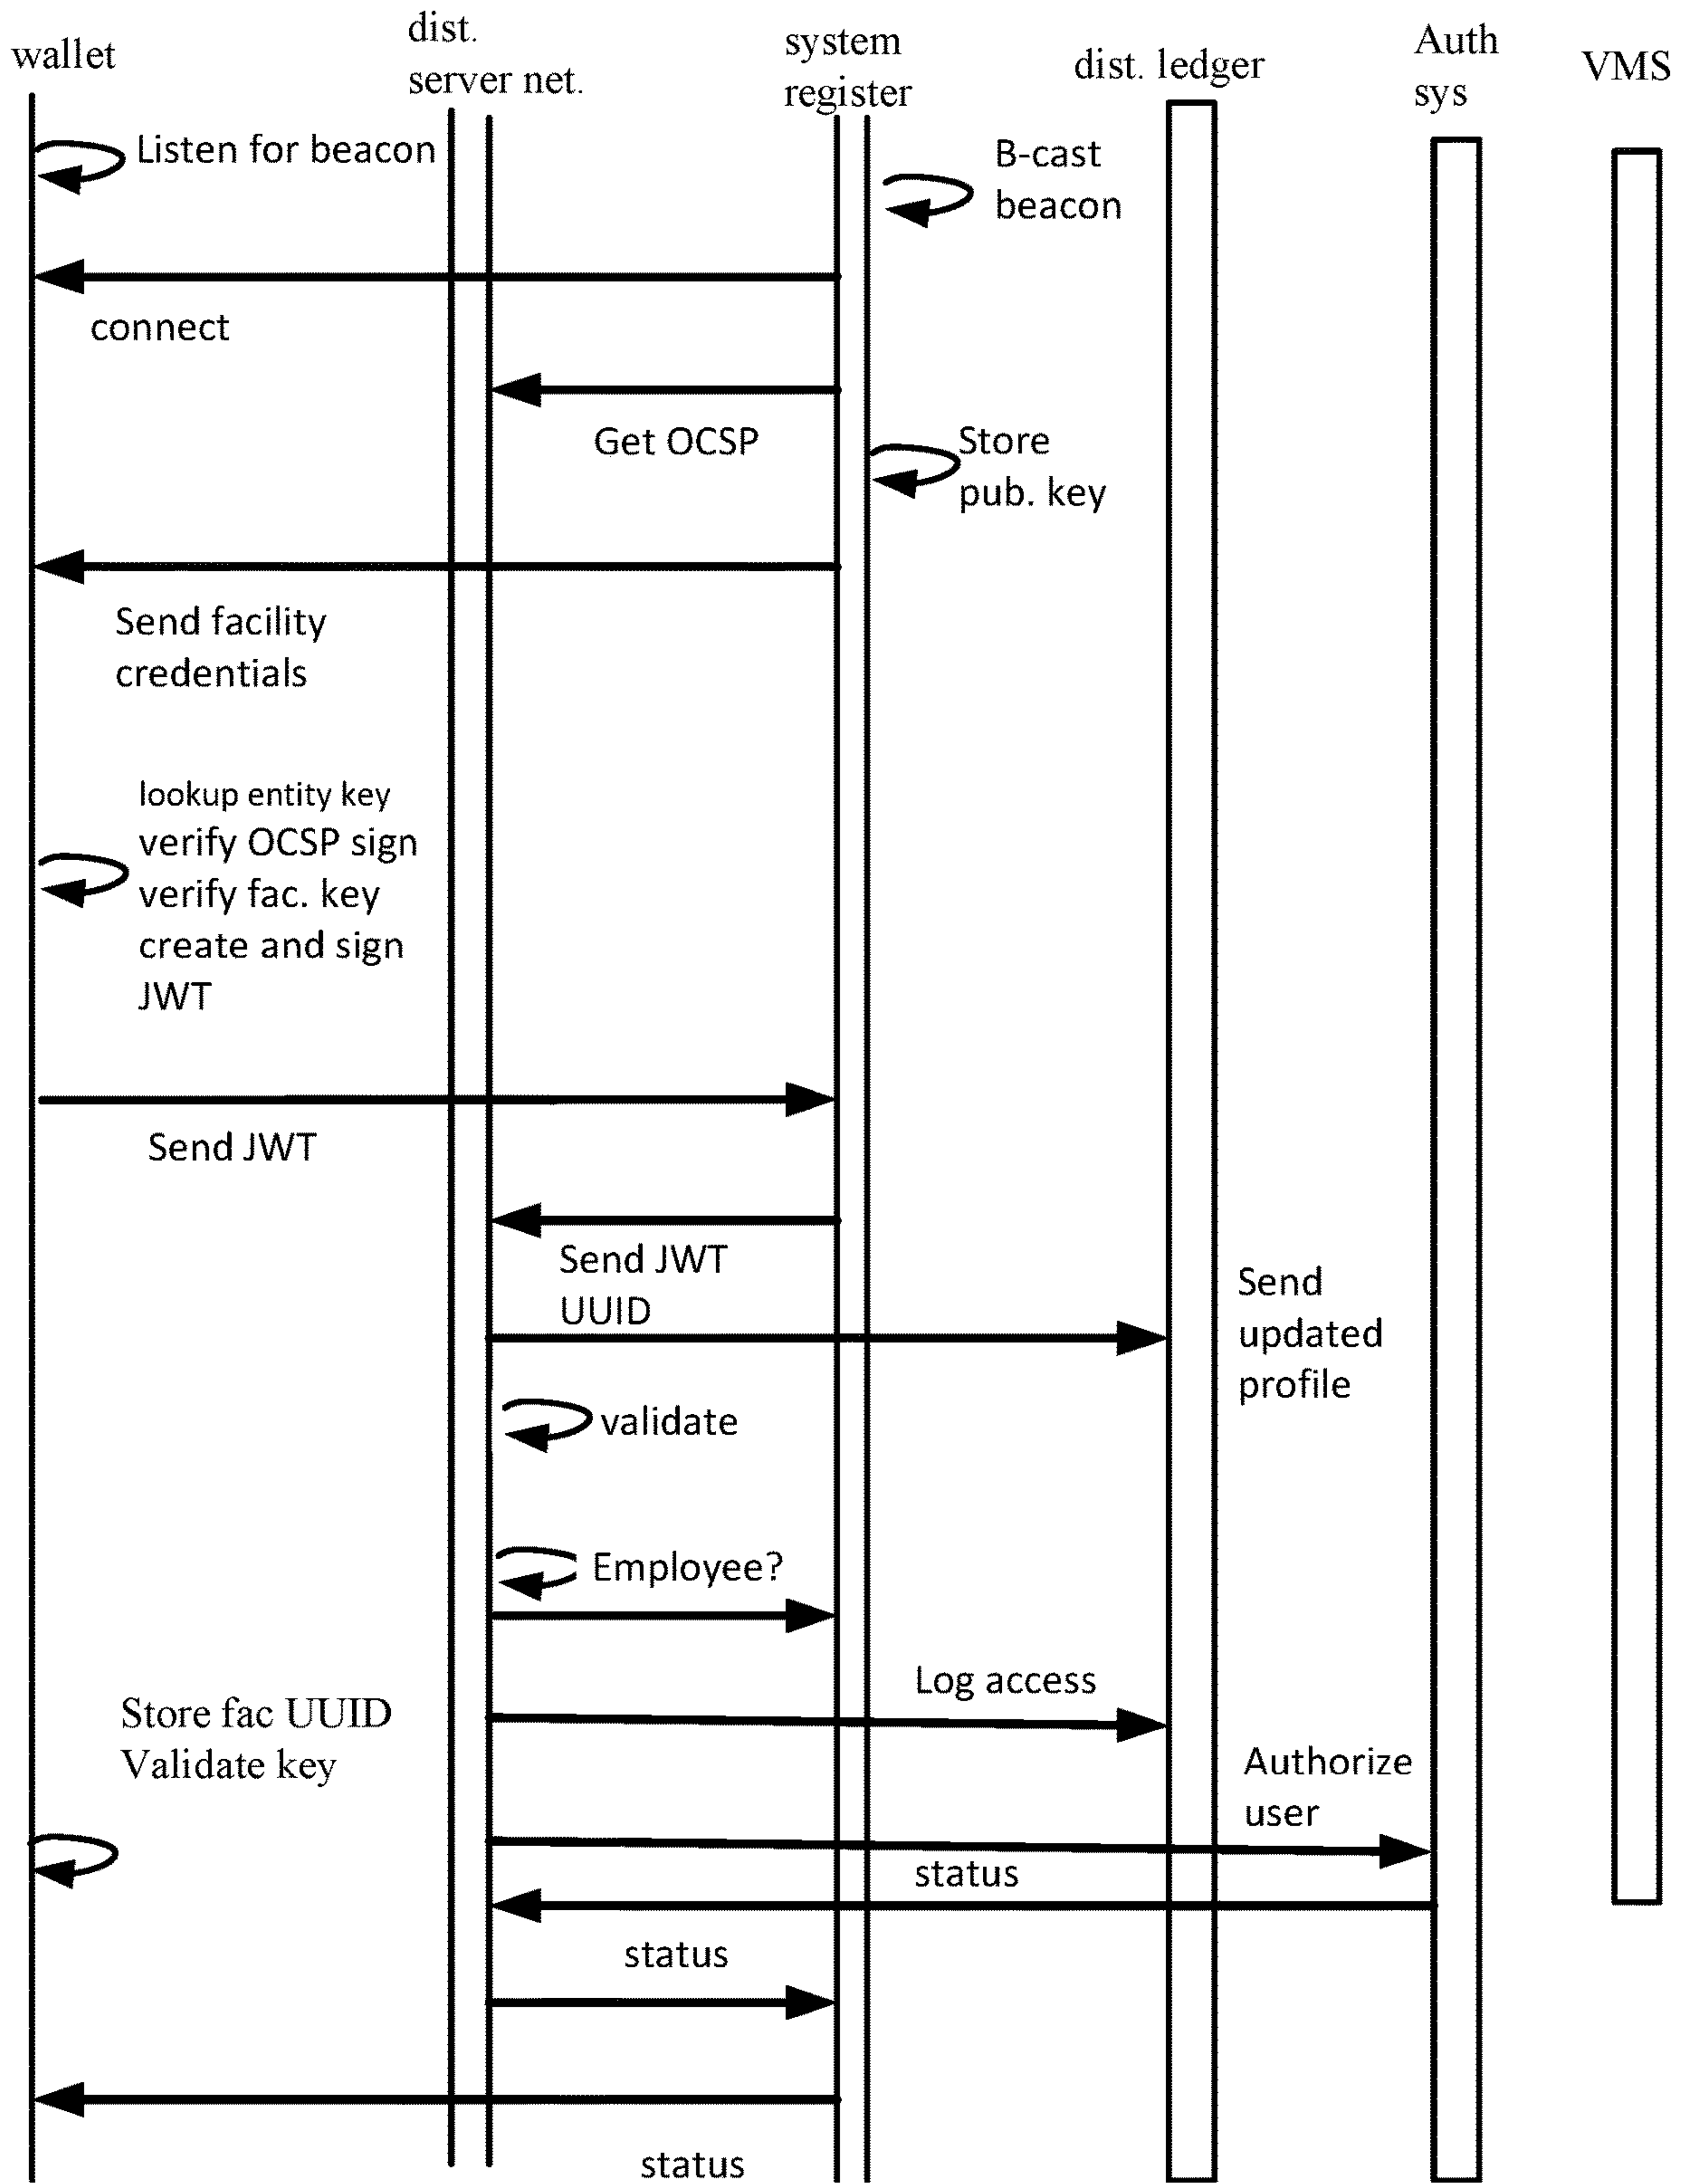 wallet
dist.
server net.
system
register
dist. ledger
Auth
sys
VMS
Listen for beacon
B-cast
beacon
connect
Get OCSP
Store
pub. key
Send facility
credentials
lookup entity key
verify OCSP sign
verify fac. key
create and sign
JWT
Send JWT
Send JWT
UUID
Send
updated
profile
validate
Employee?
Log access
Store fac UUID
Validate key
Authorize
user
status
status
status